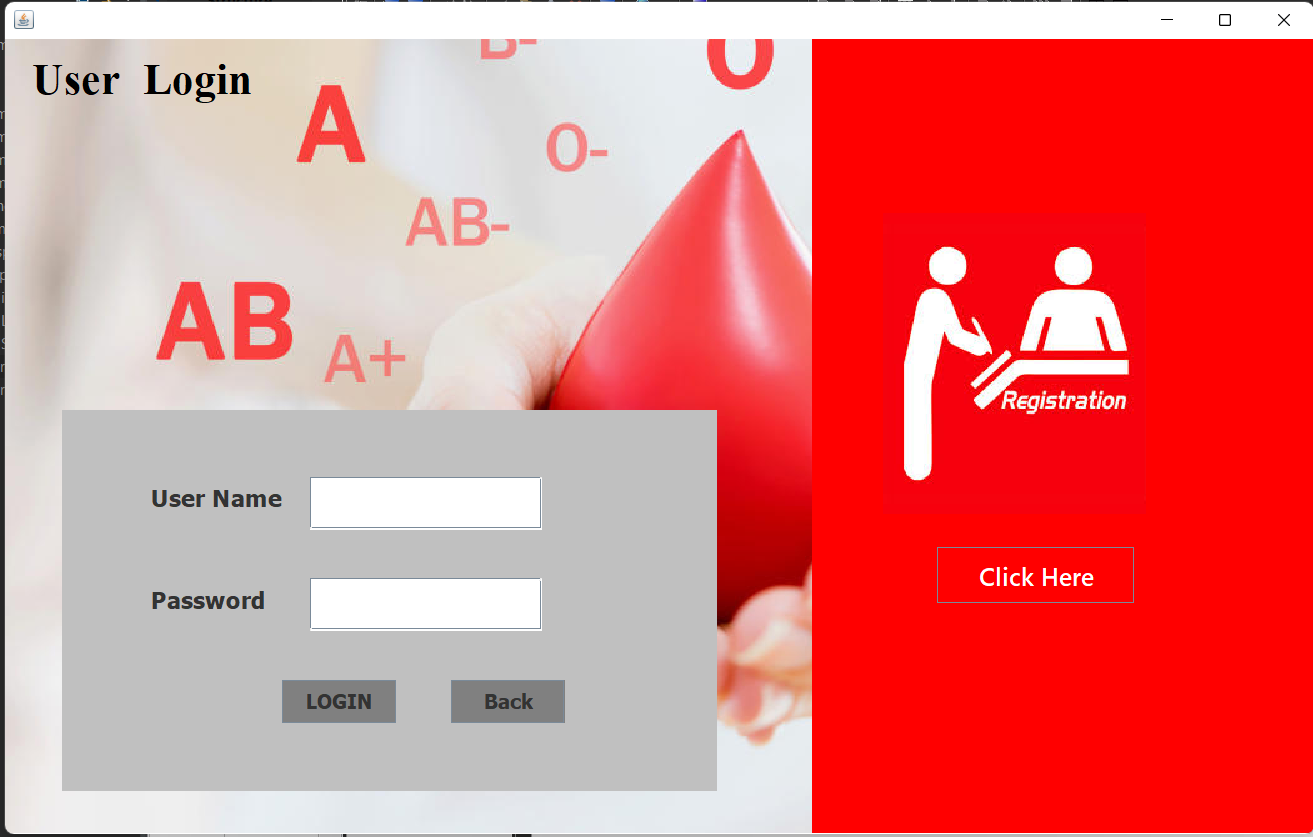 User Login
B-
O
A
O-
AB-
AB
A+
Registration
User Name
Click Here
Password
LOGIN
Back